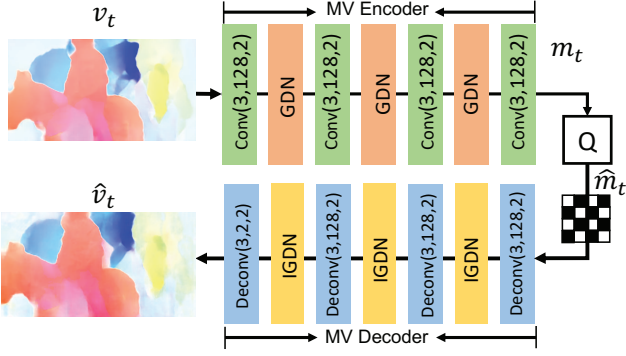 v_t
MV Encoder
Conv(3,128,2)
GDN
Conv(3,128,2)
GDN
Conv(3,128,2)
GDN
Conv(3,128,2)
m_t
Q
m̂_t
v̂_t
Deconv(3,2,2)
IGDN
Deconv(3,128,2)
IGDN
Deconv(3,128,2)
IGDN
Deconv(3,128,2)
MV Decoder